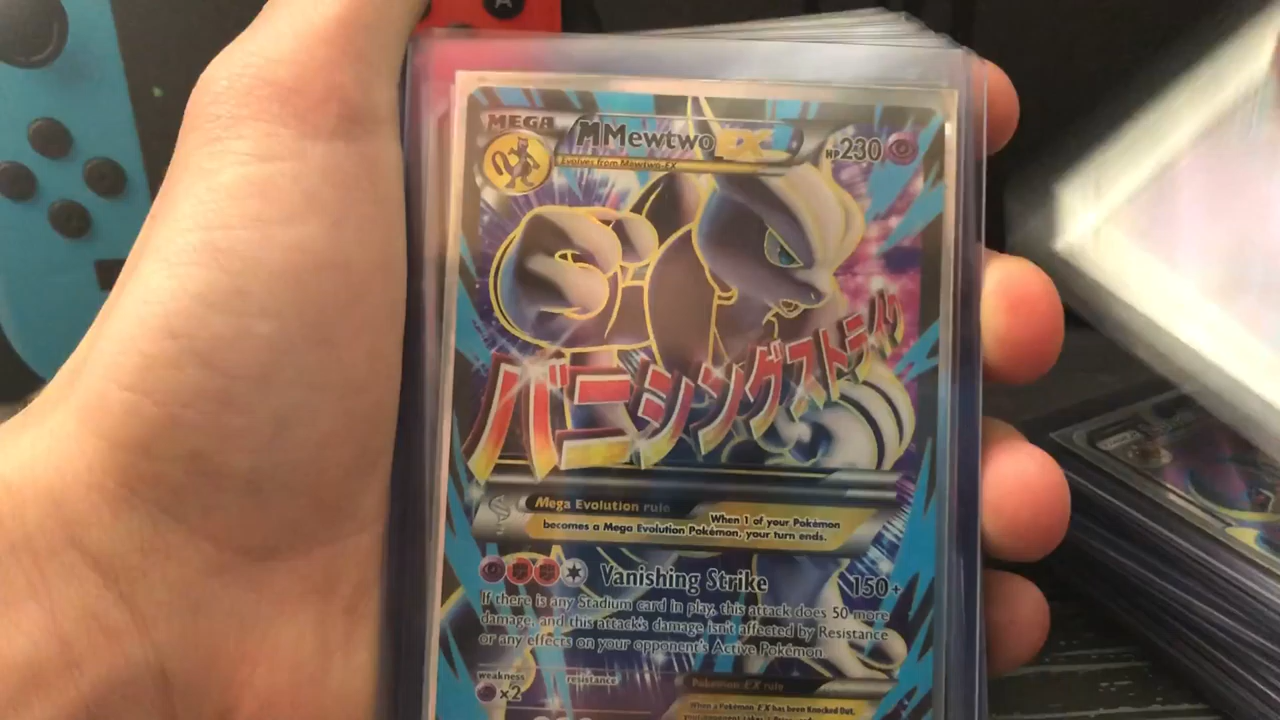 A
MEGA
M Mewtwo EX
HP 230
Evolves from Mewtwo-EX
バニシングストライク
Mega Evolution rule
When 1 of your Pokémon
becomes a Mega Evolution Pokémon, your turn ends.
Vanishing Strike 150+
If there is any Stadium card in play, this attack does 50 more
damage, and this attack's damage isn't affected by Resistance
or any effects on your opponent's Active Pokémon.
weakness
resistance
×2
Pokémon EX rule
When a Pokémon EX has been Knocked Out,